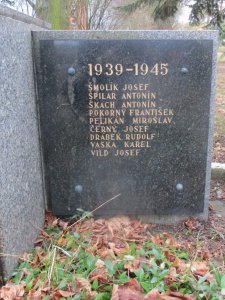 1939-1945
SMOLÍK JOSEF
ŠPILAR ANTONÍN
ŠKACH ANTONÍN
POKORNÝ FRANTIŠEK
PELIKÁN MIROSLAV
ČERNÝ JOSEF
DRÁBEK RUDOLF
VAŠKA KAREL
VILD JOSEF